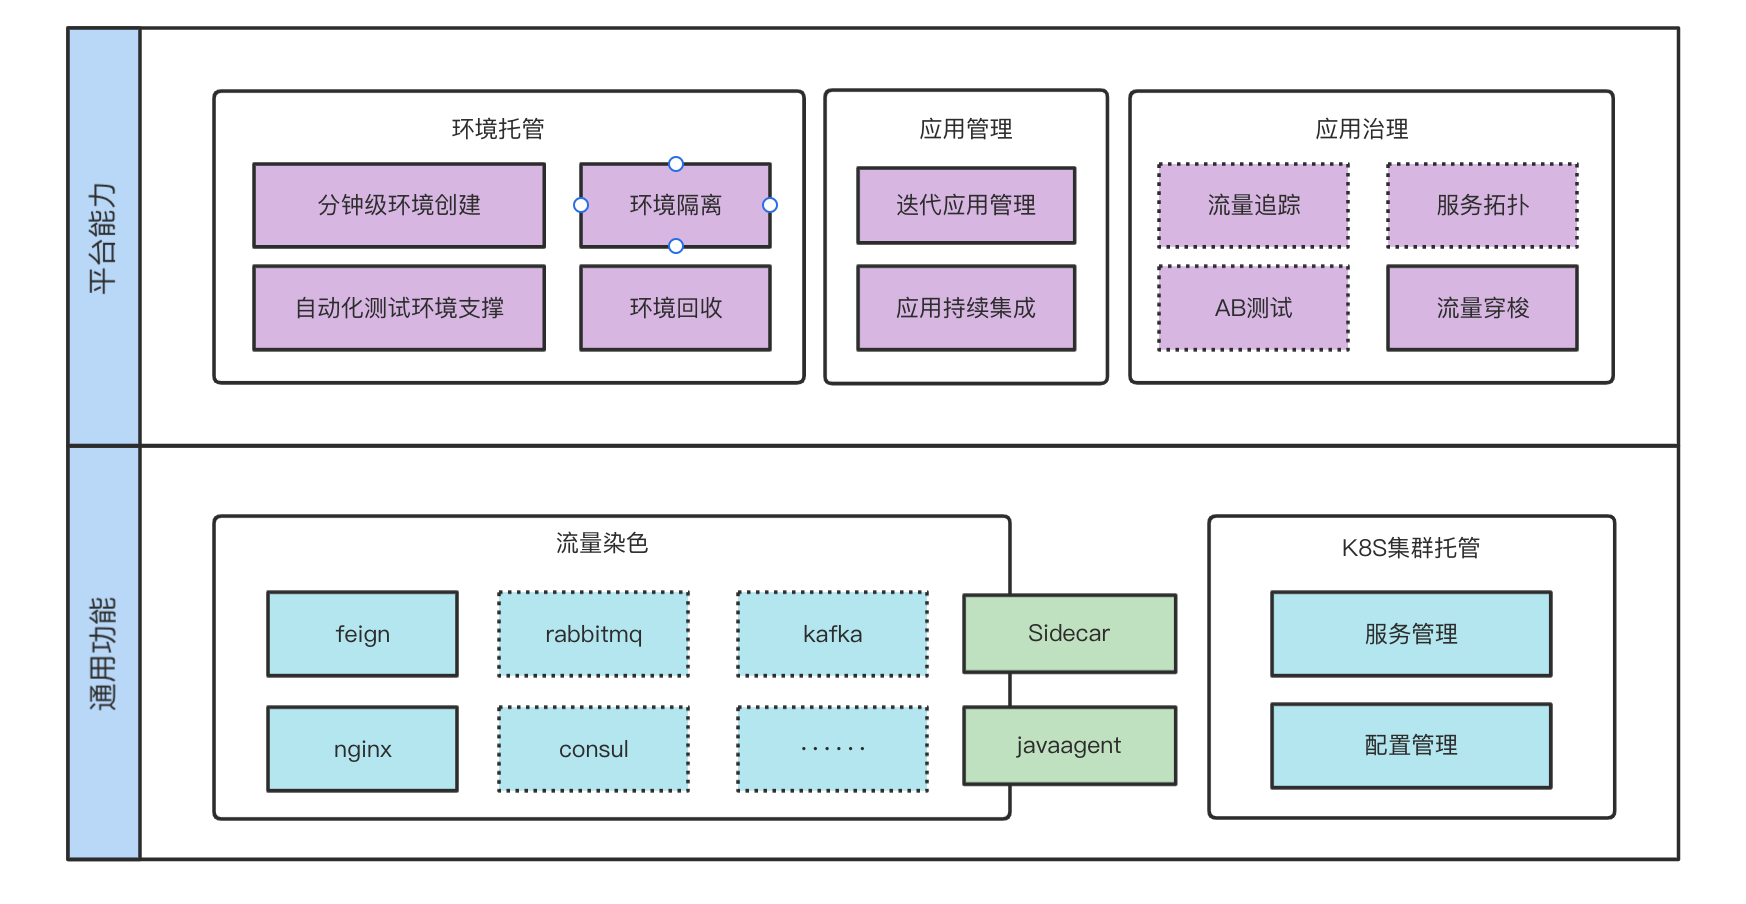 平台能力
环境托管
分钟级环境创建
环境隔离
自动化测试环境支撑
环境回收
应用管理
迭代应用管理
应用持续集成
应用治理
流量追踪
服务拓扑
AB测试
流量穿梭
通用功能
流量染色
feign
rabbitmq
kafka
Sidecar
nginx
consul
······
javaagent
K8S集群托管
服务管理
配置管理